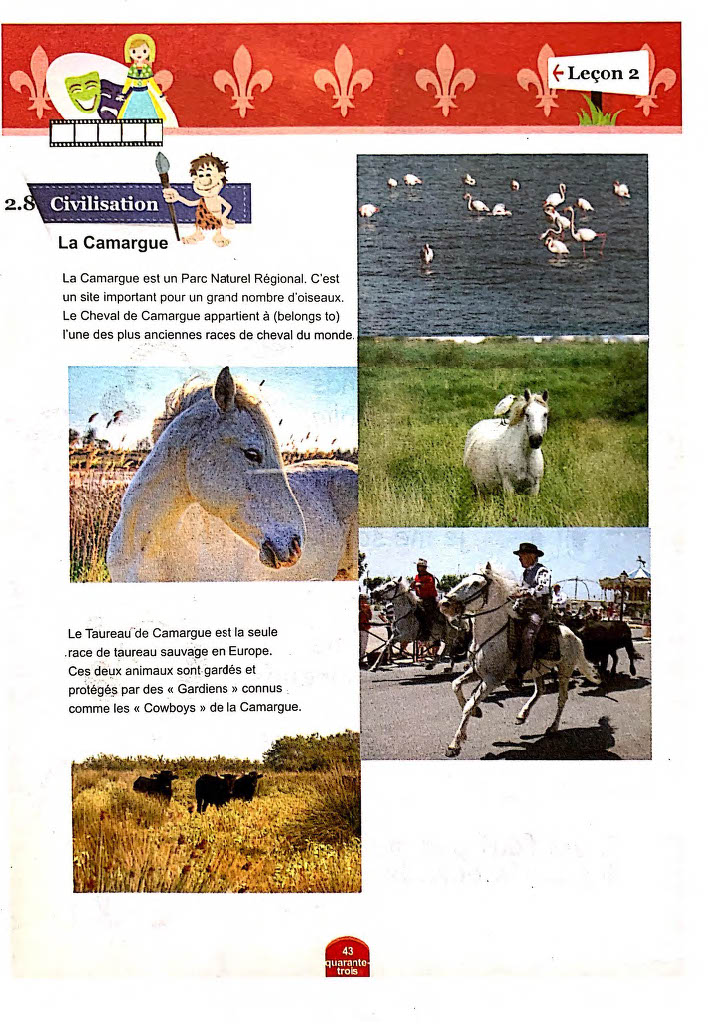 Leçon 2
2.8 Civilisation
La Camargue
La Camargue est un Parc Naturel Régional. C'est
un site important pour un grand nombre d'oiseaux.
Le Cheval de Camargue appartient à (belongs to)
l'une des plus anciennes races de cheval du monde.
Le Taureau de Camargue est la seule
race de taureau sauvage en Europe.
Ces deux animaux sont gardés et
protégés par des « Gardiens » connus
comme les « Cowboys » de la Camargue.
43
quarante-
trois